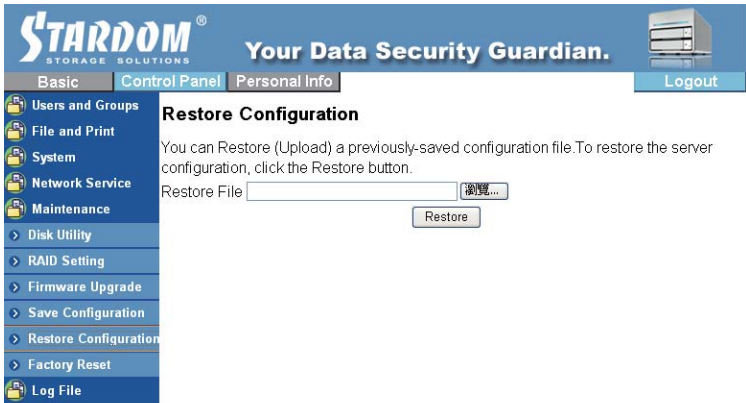 STARDOM®
STORAGE SOLUTIONS
Your Data Security Guardian.
Basic
Control Panel
Personal Info
Logout
Users and Groups
File and Print
System
Network Service
Maintenance
Disk Utility
RAID Setting
Firmware Upgrade
Save Configuration
Restore Configuration
Factory Reset
Log File
Restore Configuration
You can Restore (Upload) a previously-saved configuration file.To restore the server
configuration, click the Restore button.
Restore File
瀏覽...
Restore